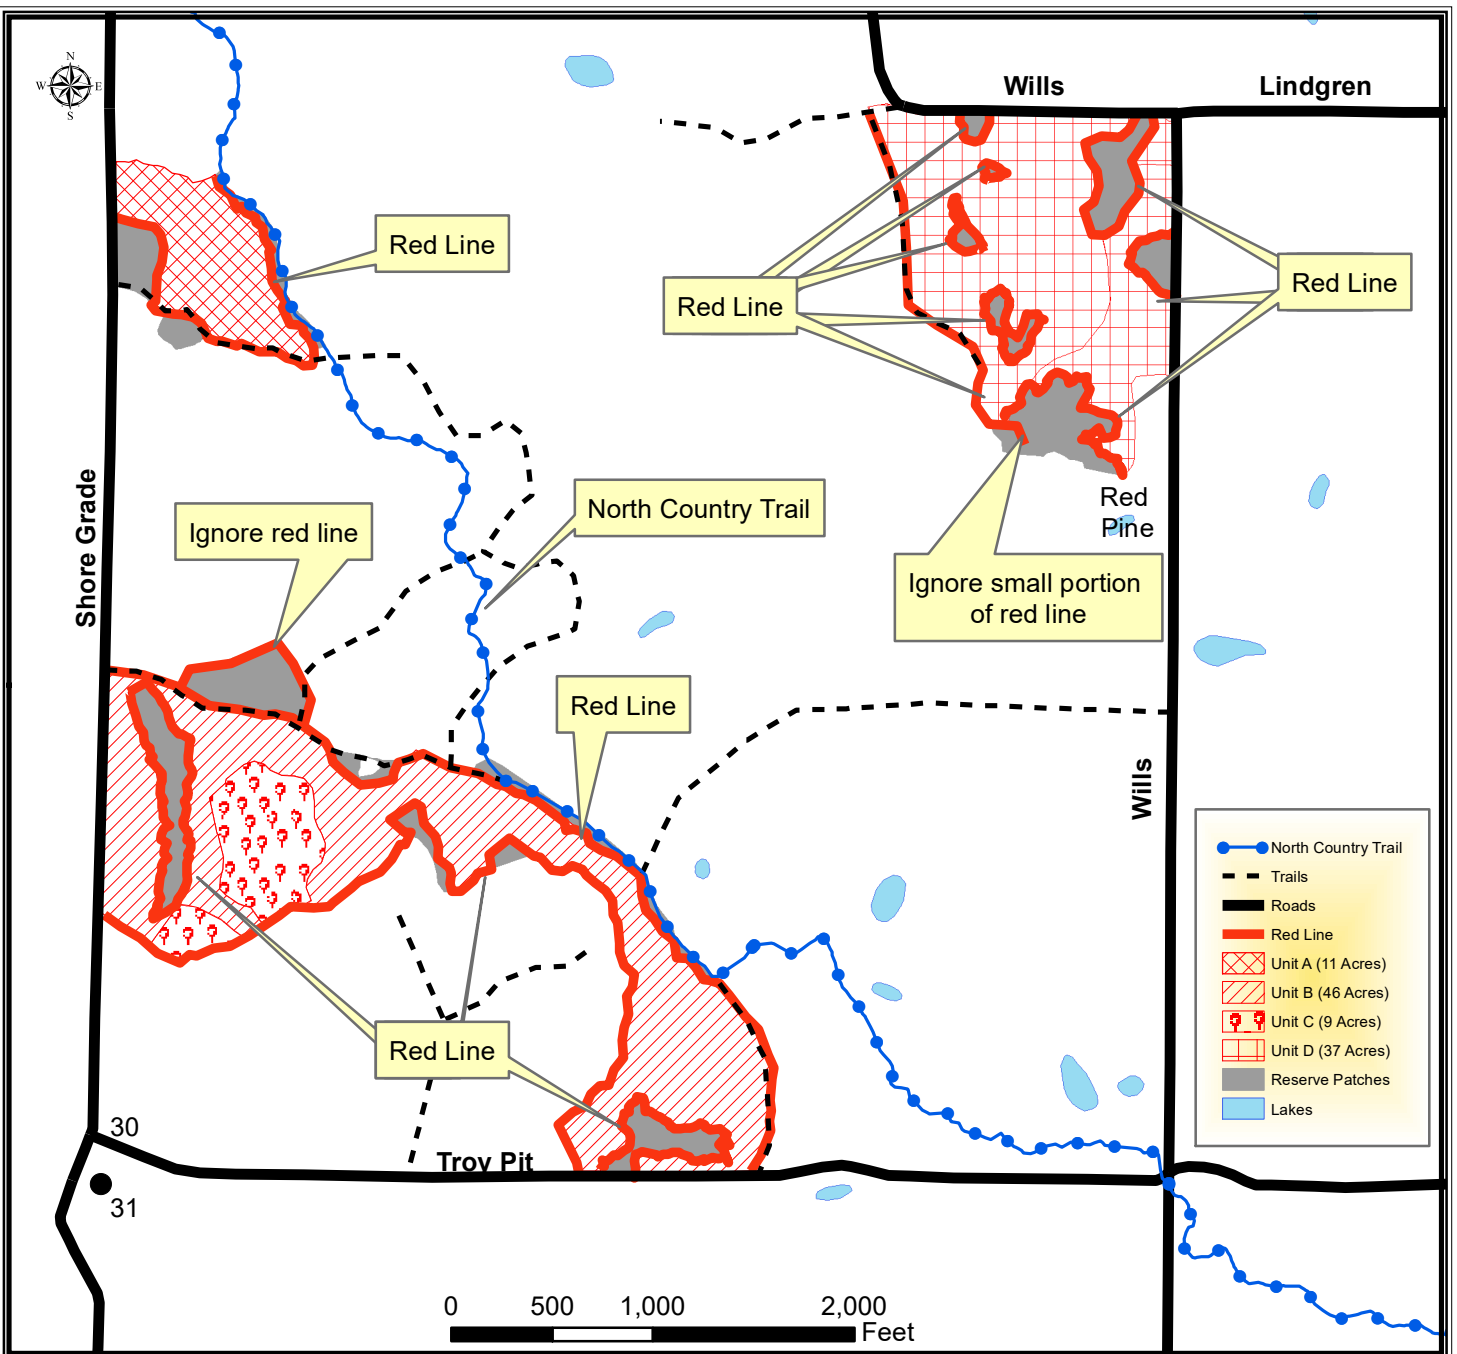 N
W E
S
Wills
Lindgren
Red Line
Red Line
Red Line
Shore Grade
Ignore red line
North Country Trail
Red
Pine
Ignore small portion
of red line
Red Line
Wills
North Country Trail
Trails
Roads
Red Line
Unit A (11 Acres)
Unit B (46 Acres)
Unit C (9 Acres)
Unit D (37 Acres)
Reserve Patches
Lakes
Red Line
30
Troy Pit
31
0 500 1,000 2,000
Feet